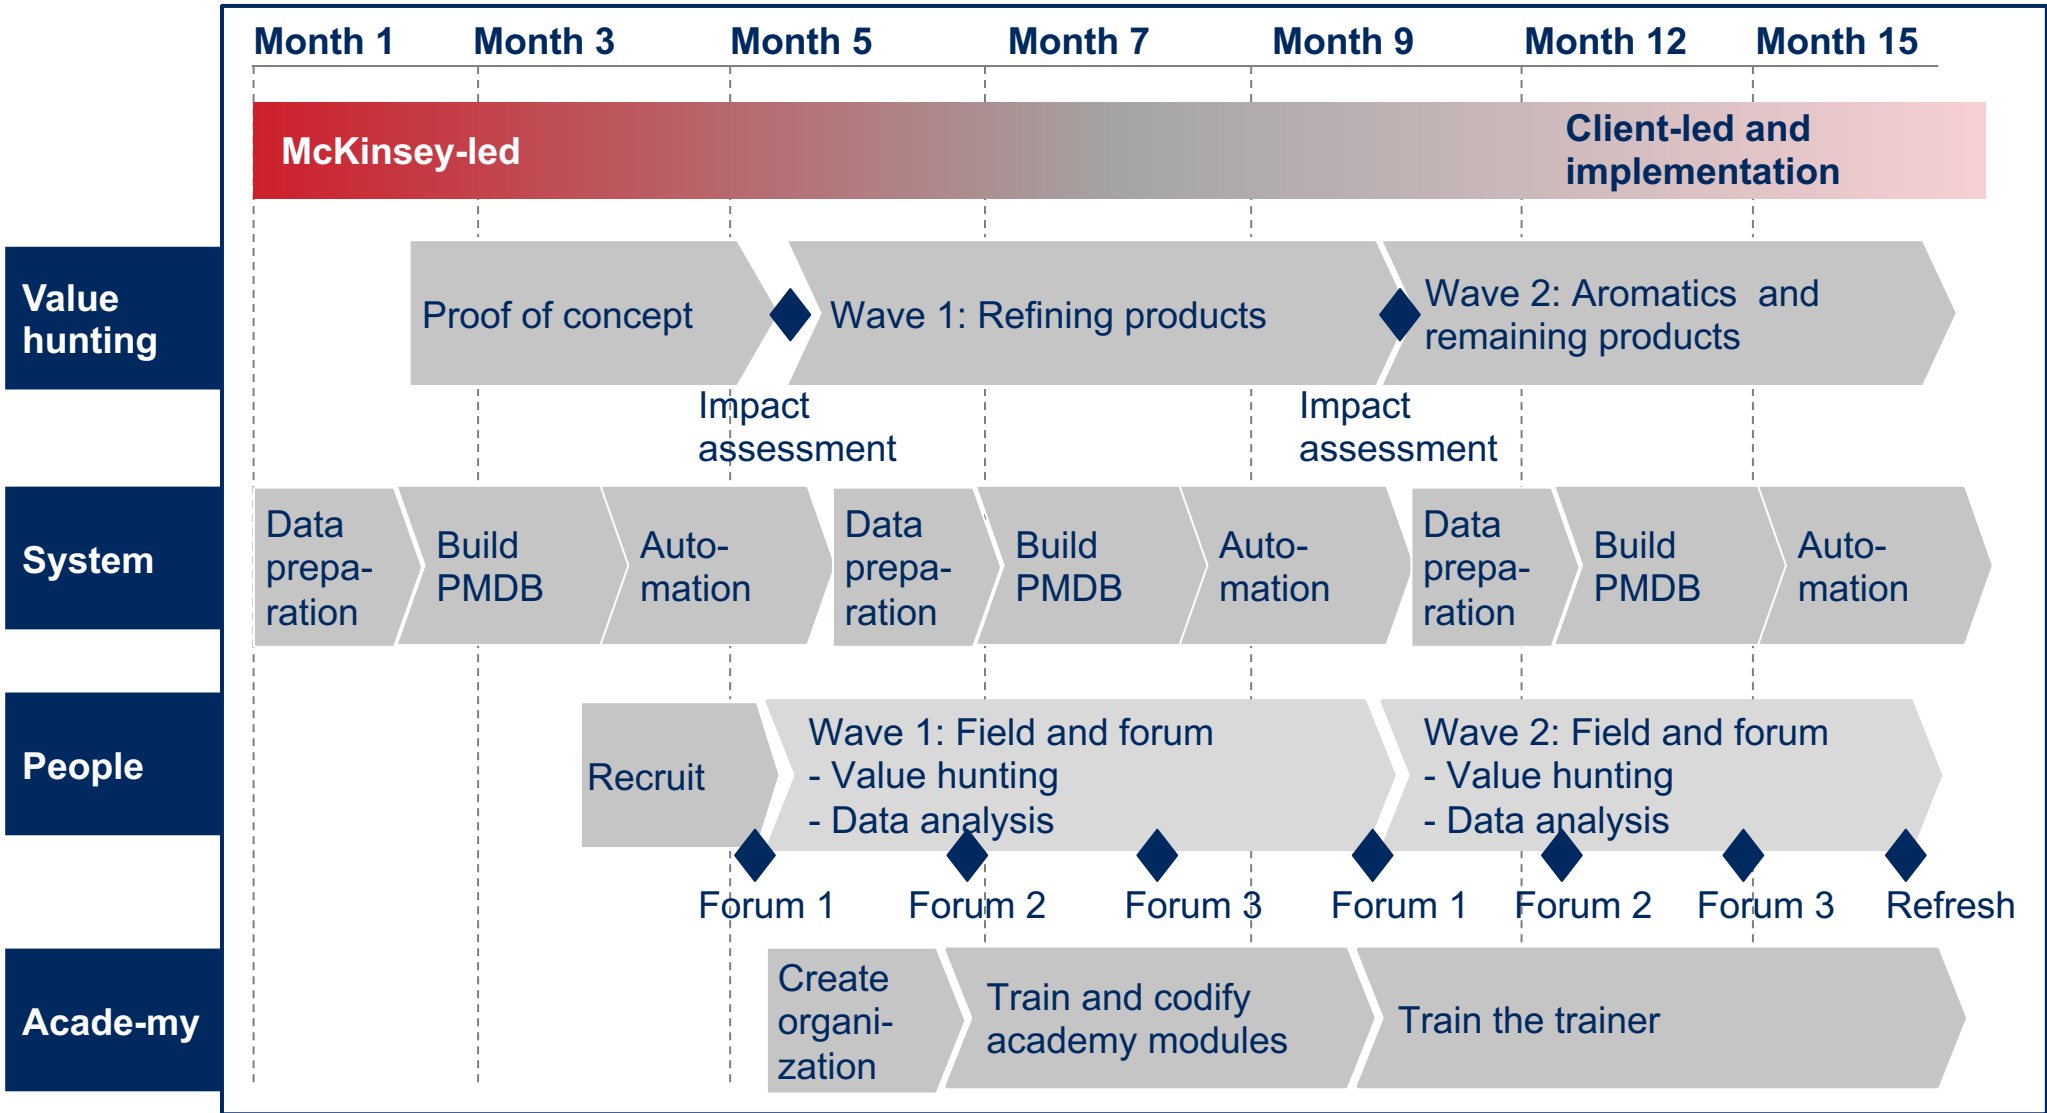 Month 1
Month 3
Month 5
Month 7
Month 9
Month 12
Month 15
McKinsey-led
Client-led and
implementation
Value
hunting
Proof of concept
Wave 1: Refining products
Wave 2: Aromatics and
remaining products
Impact
assessment
Impact
assessment
System
Data
prepa-
ration
Build
PMDB
Auto-
mation
Data
prepa-
ration
Build
PMDB
Auto-
mation
Data
prepa-
ration
Build
PMDB
Auto-
mation
People
Recruit
Wave 1: Field and forum
- Value hunting
- Data analysis
Wave 2: Field and forum
- Value hunting
- Data analysis
Forum 1
Forum 2
Forum 3
Forum 1
Forum 2
Forum 3
Refresh
Acade-my
Create
organi-
zation
Train and codify
academy modules
Train the trainer